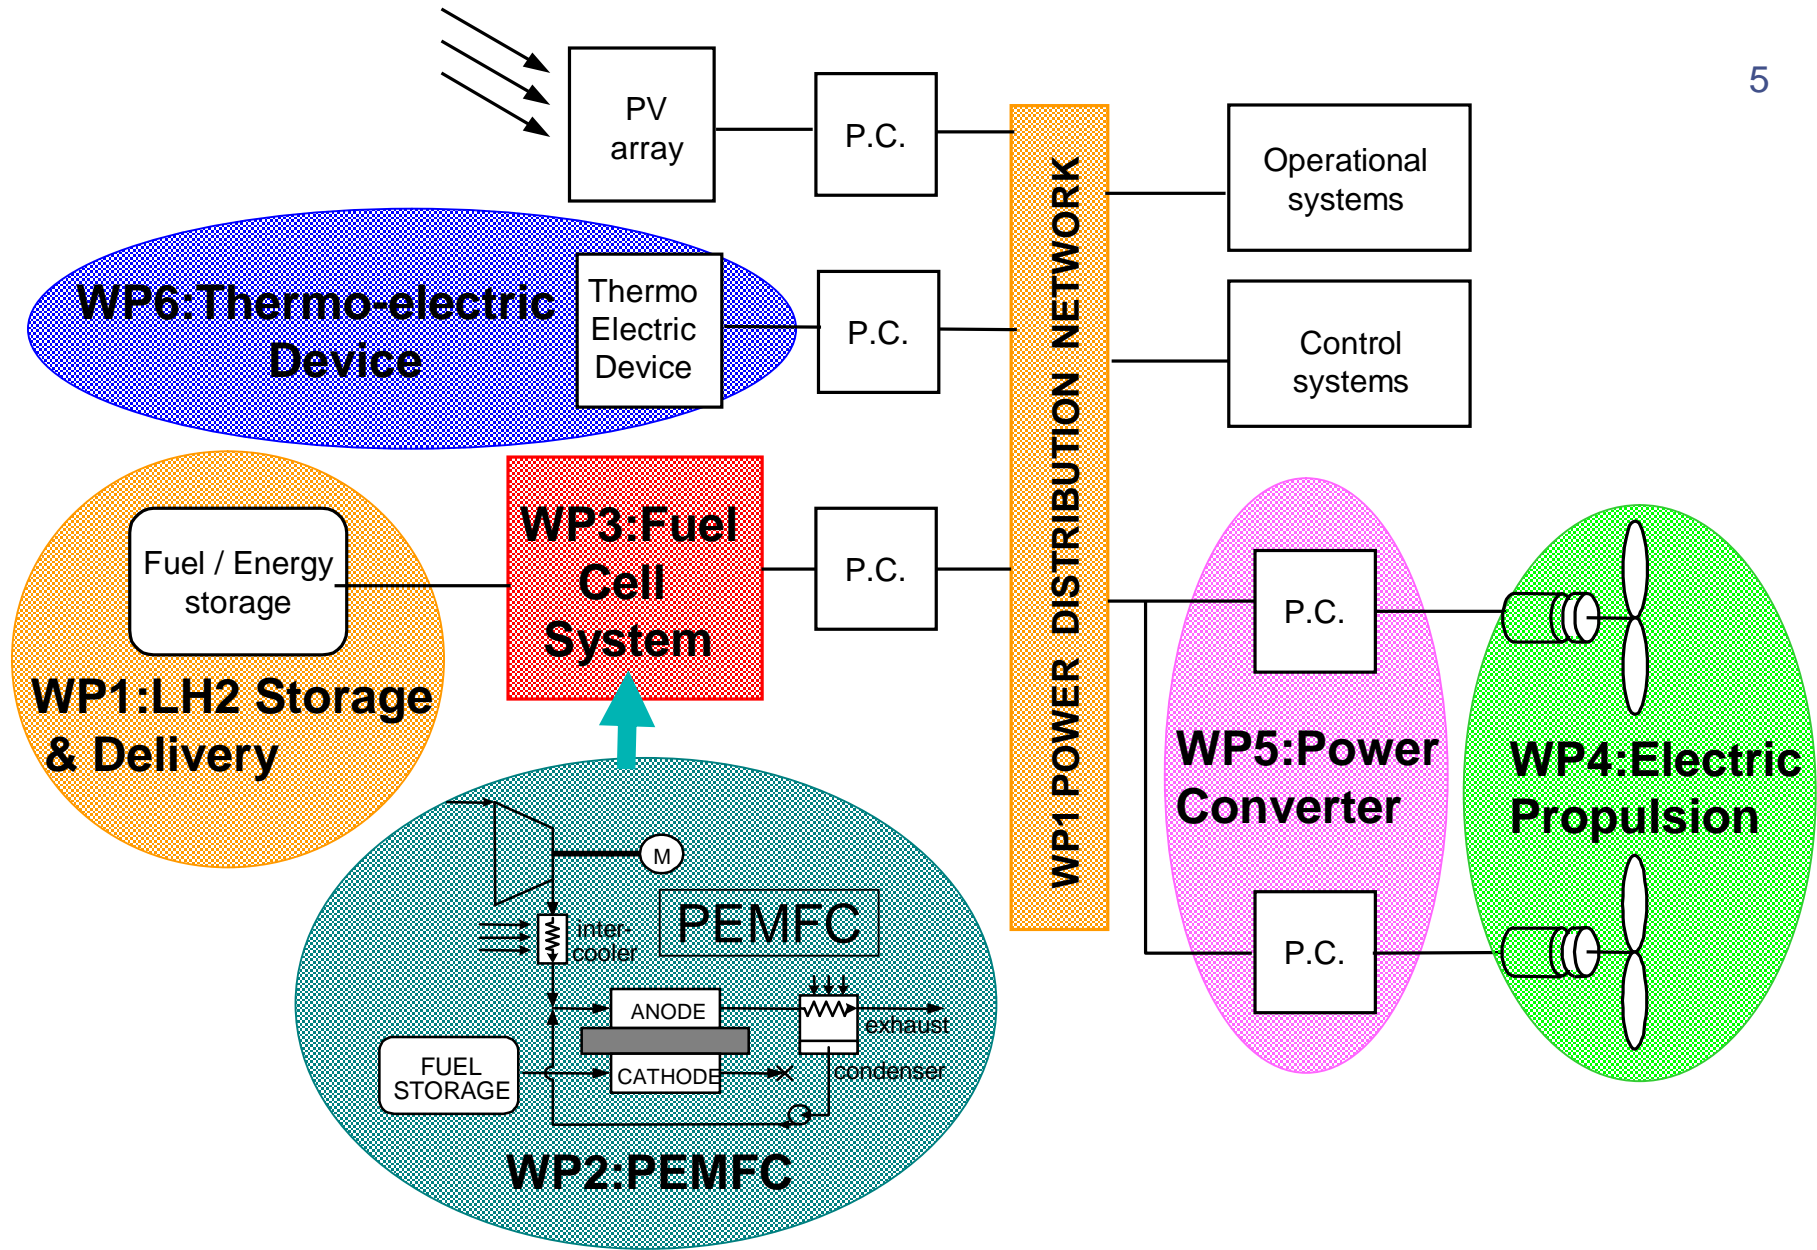 5
PV
array
P.C.
Operational
systems
WP6:Thermo-electric
Device
Thermo
Electric
Device
P.C.
Control
systems
WP1 POWER DISTRIBUTION NETWORK
Fuel / Energy
storage
WP1:LH2 Storage
& Delivery
WP3:Fuel
Cell
System
P.C.
P.C.
WP5:Power
Converter
P.C.
WP4:Electric
Propulsion
M
PEMFC
inter-
cooler
ANODE
exhaust
FUEL
STORAGE
CATHODE
condenser
WP2:PEMFC